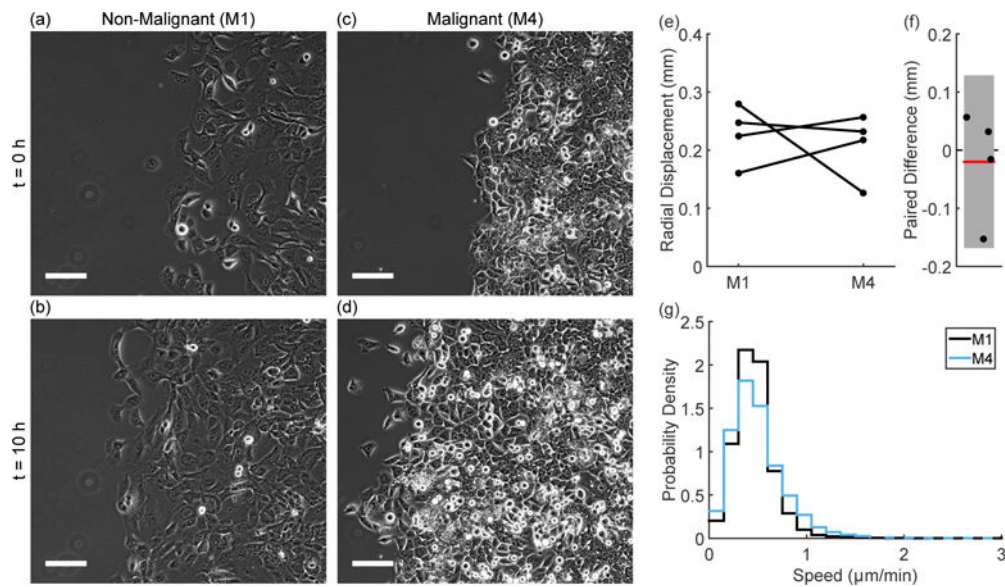 (a) Non-Malignant (M1)
(c) Malignant (M4)
t = 0h
(b)
(d)
t = 10 h
(e)
Radial Displacement (mm)
0.4
0.3
0.2
0.1
0
M1 M4
(f)
Paired Difference (mm)
0.2
0.1
0
-0.1
-0.2
(g)
Probability Density
2.5
2
1.5
1
0.5
0
M1
M4
0 1 2 3
Speed (µm/min)